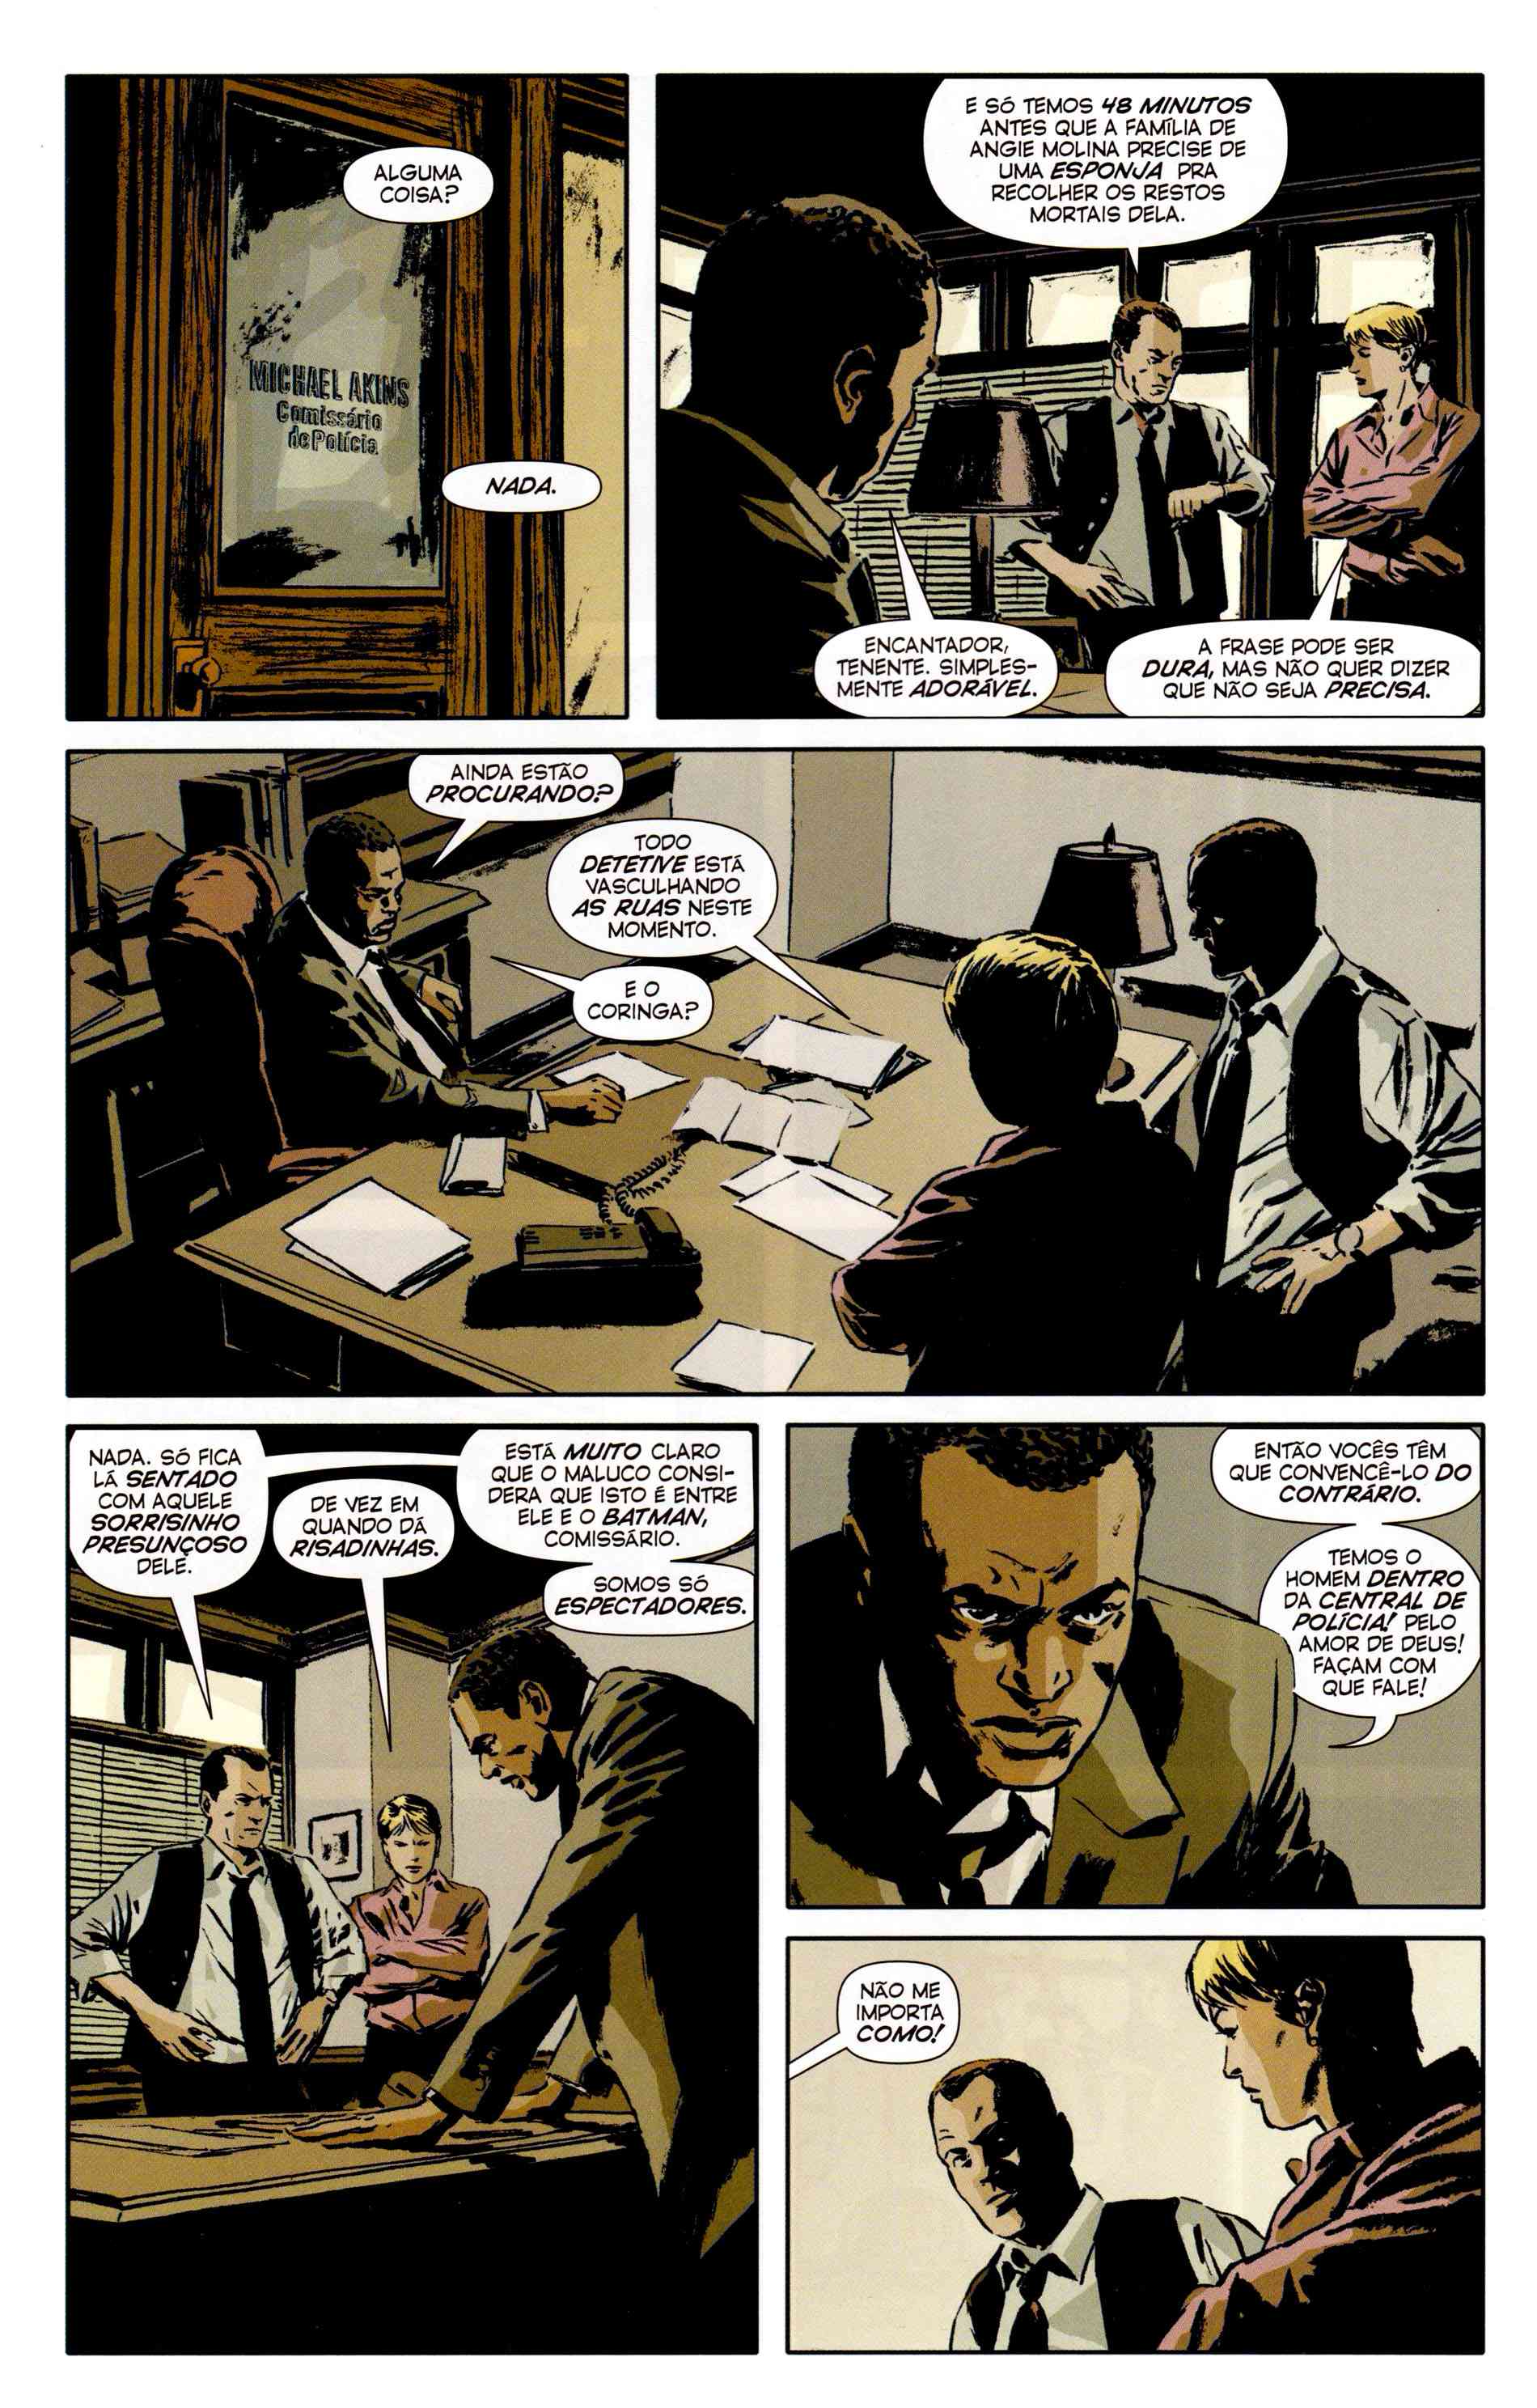 ALGUMA
COISA?
MICHAEL AKINS
Comissário
de Polícia
NADA.
E SÓ TEMOS 48 MINUTOS
ANTES QUE A FAMÍLIA DE
ANGIE MOLINA PRECISE DE
UMA ESPONJA PRA
RECOLHER OS RESTOS
MORTAIS DELA.
ENCANTADOR,
TENENTE. SIMPLES-
MENTE ADORÁVEL.
A FRASE PODE SER
DURA, MAS NÃO QUER DIZER
QUE NÃO SEJA PRECISA.
AINDA ESTÃO
PROCURANDO?
TODO
DETETIVE ESTÁ
VASCULHANDO
AS RUAS NESTE
MOMENTO.
E O
CORINGA?
NADA. SÓ FICA
LÁ SENTADO
COM AQUELE
SORRISINHO
PRESUNÇOSO
DELE.
DE VEZ EM
QUANDO DÁ
RISADINHAS.
ESTÁ MUITO CLARO
QUE O MALUCO CONSI-
DERA QUE ISTO É ENTRE
ELE E O BATMAN,
COMISSÁRIO.
SOMOS SÓ
ESPECTADORES.
ENTÃO VOCÊS TÊM
QUE CONVENCÊ-LO DO
CONTRÁRIO.
TEMOS O
HOMEM DENTRO
DA CENTRAL DE
POLÍCIA! PELO
AMOR DE DEUS!
FAÇAM COM
QUE FALE!
NÃO ME
IMPORTA
COMO!